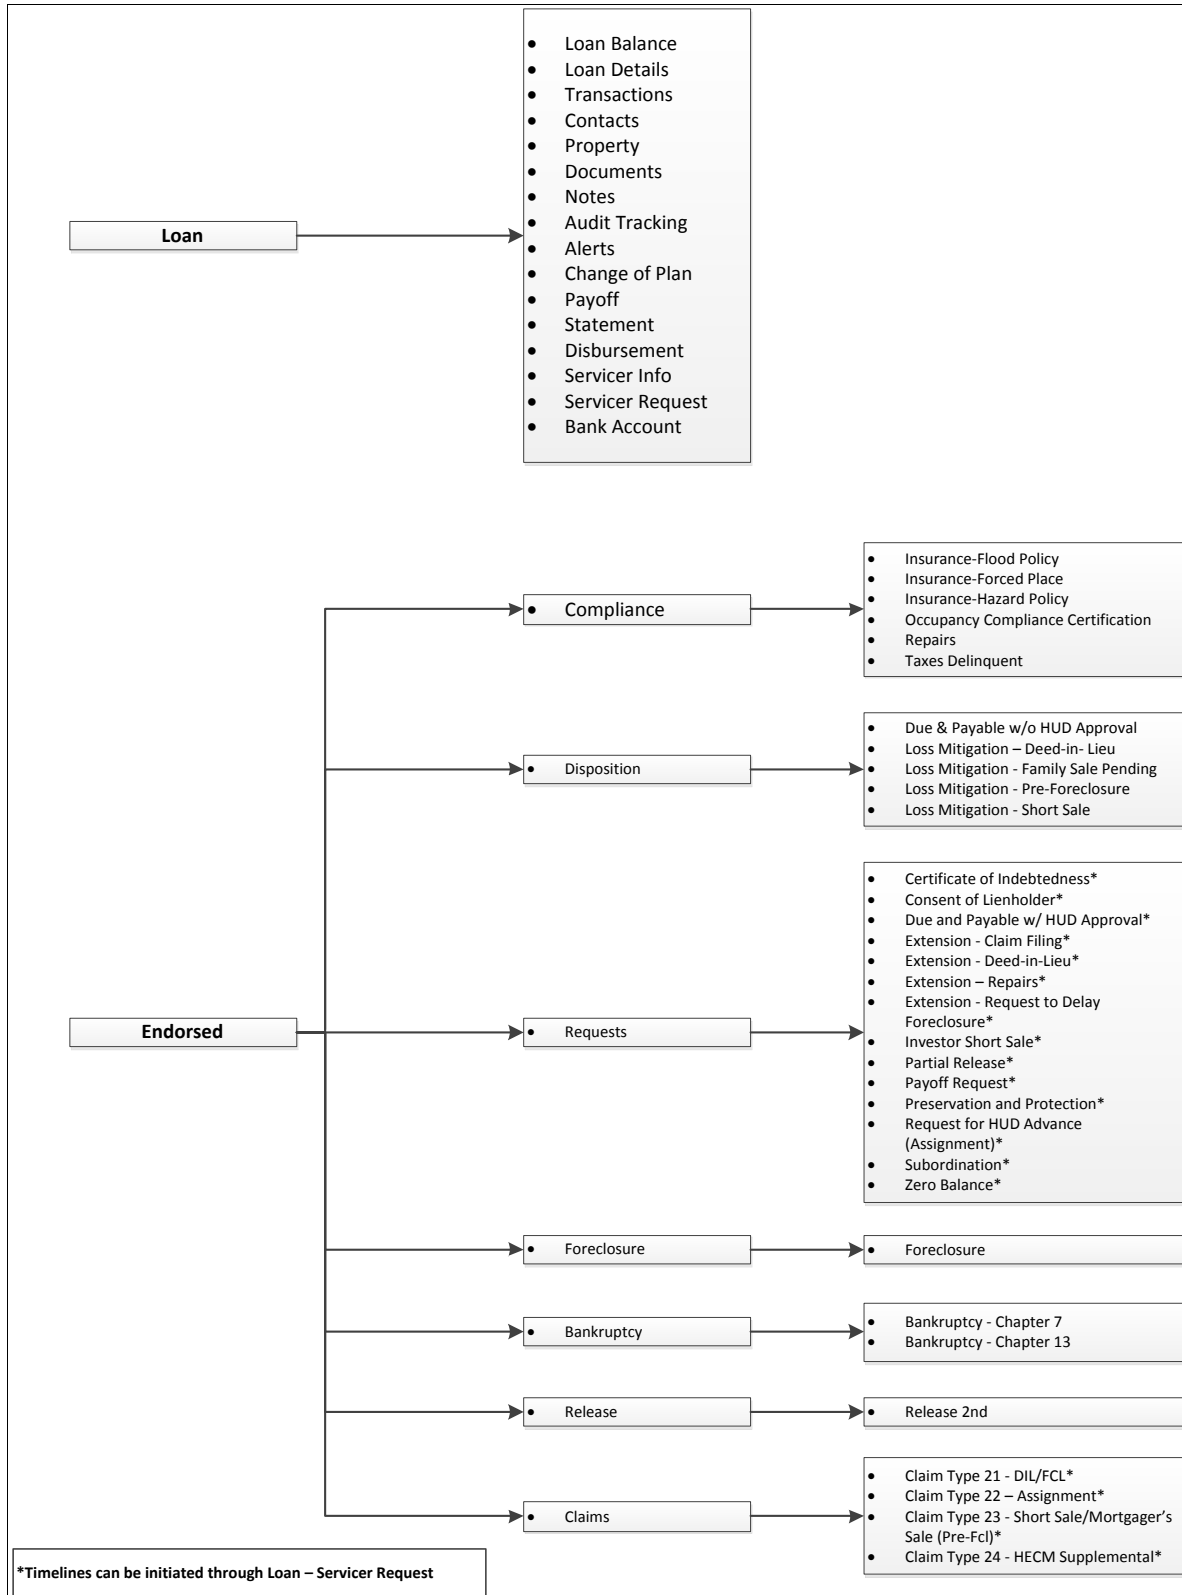 Loan
• Loan Balance
• Loan Details
• Transactions
• Contacts
• Property
• Documents
• Notes
• Audit Tracking
• Alerts
• Change of Plan
• Payoff
• Statement
• Disbursement
• Servicer Info
• Servicer Request
• Bank Account
Endorsed
• Compliance
• Insurance-Flood Policy
• Insurance-Forced Place
• Insurance-Hazard Policy
• Occupancy Compliance Certification
• Repairs
• Taxes Delinquent
• Disposition
• Due & Payable w/o HUD Approval
• Loss Mitigation – Deed-in- Lieu
• Loss Mitigation - Family Sale Pending
• Loss Mitigation - Pre-Foreclosure
• Loss Mitigation - Short Sale
• Requests
• Certificate of Indebtedness*
• Consent of Lienholder*
• Due and Payable w/ HUD Approval*
• Extension - Claim Filing*
• Extension - Deed-in-Lieu*
• Extension – Repairs*
• Extension - Request to Delay
Foreclosure*
• Investor Short Sale*
• Partial Release*
• Payoff Request*
• Preservation and Protection*
• Request for HUD Advance
(Assignment)*
• Subordination*
• Zero Balance*
• Foreclosure
• Foreclosure
• Bankruptcy
• Bankruptcy - Chapter 7
• Bankruptcy - Chapter 13
• Release
• Release 2nd
• Claims
• Claim Type 21 - DIL/FCL*
• Claim Type 22 – Assignment*
• Claim Type 23 - Short Sale/Mortgager’s
Sale (Pre-Fcl)*
• Claim Type 24 - HECM Supplemental*
*Timelines can be initiated through Loan – Servicer Request